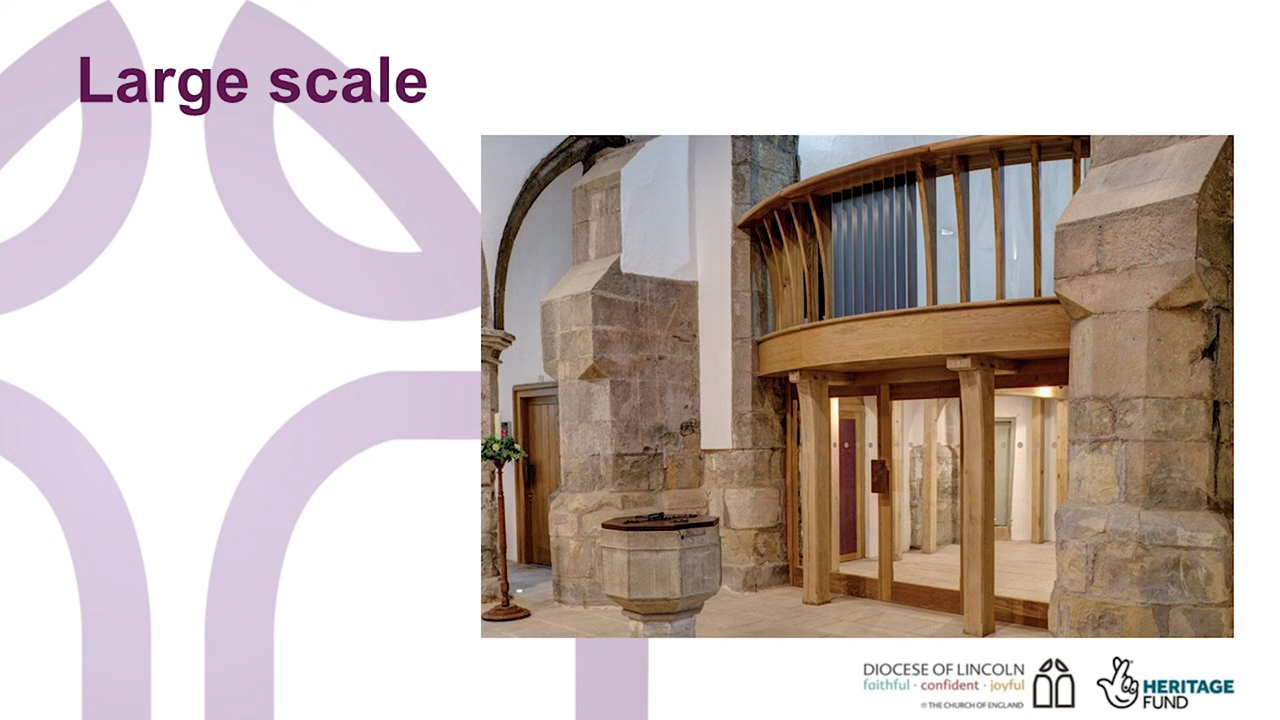 Large scale
DIOCESE OF LINCOLN
faithful · confident · joyful
© THE CHURCH OF ENGLAND
HERITAGE
FUND